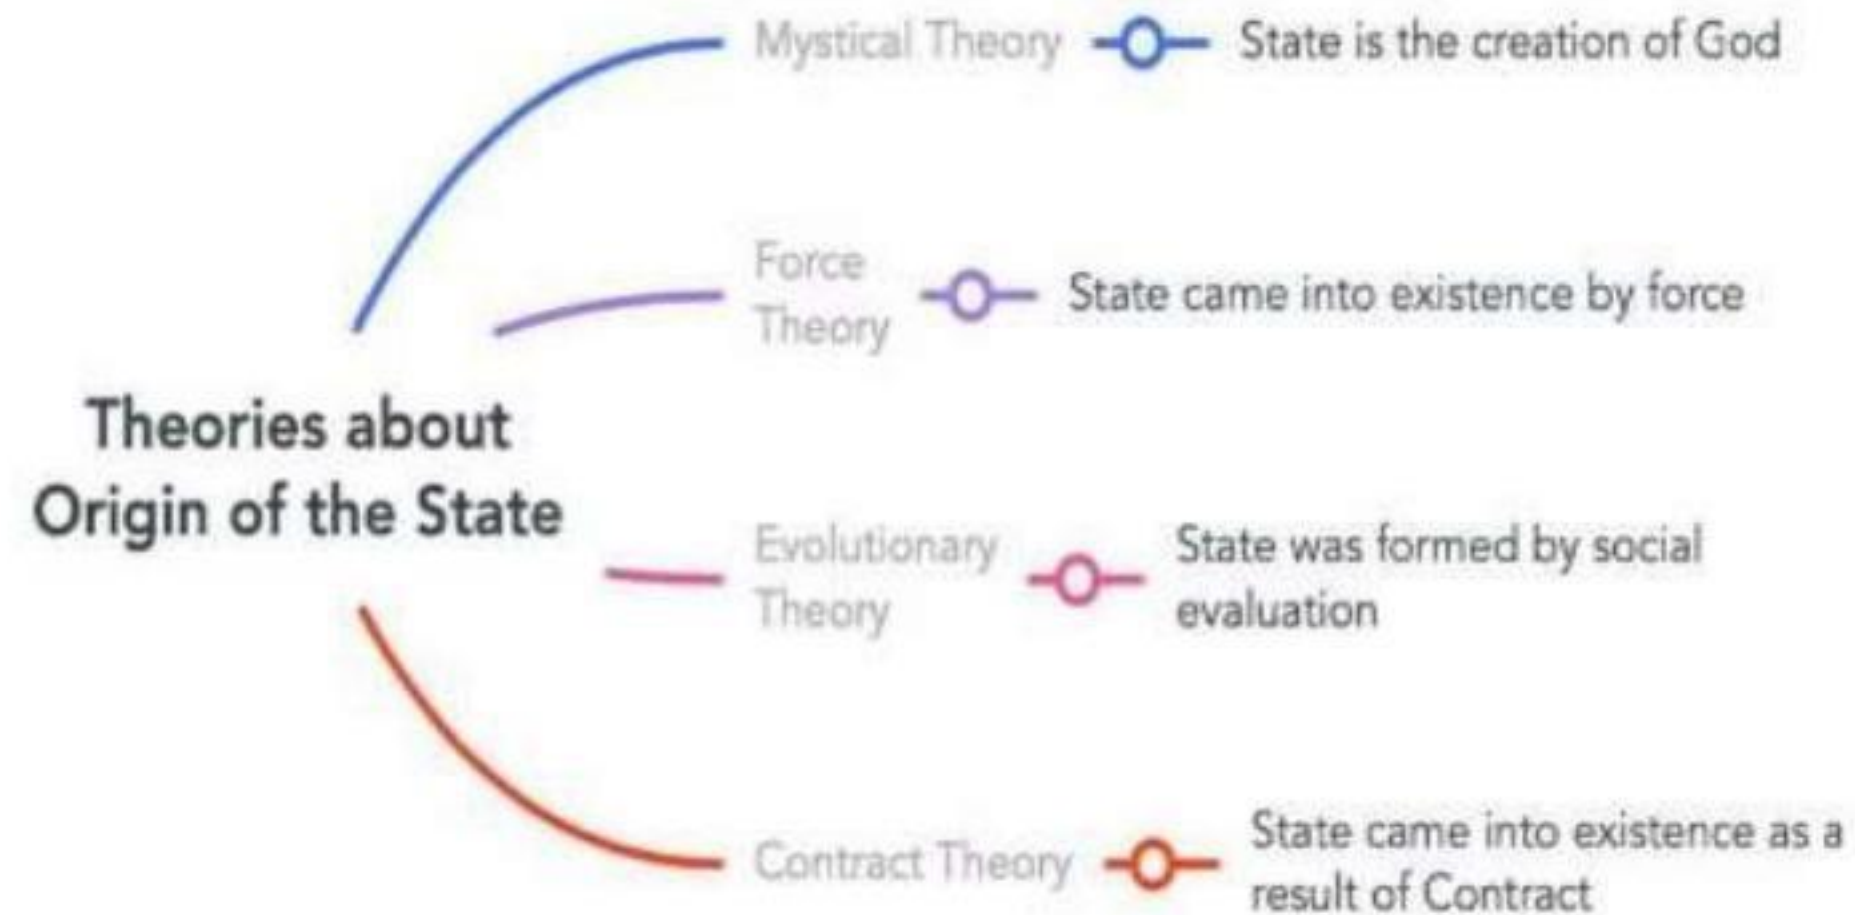 Mystical Theory
State is the creation of God
Force
Theory
State came into existence by force
Theories about
Origin of the State
Evolutionary
Theory
State was formed by social
evaluation
Contract Theory
State came into existence as a
result of Contract